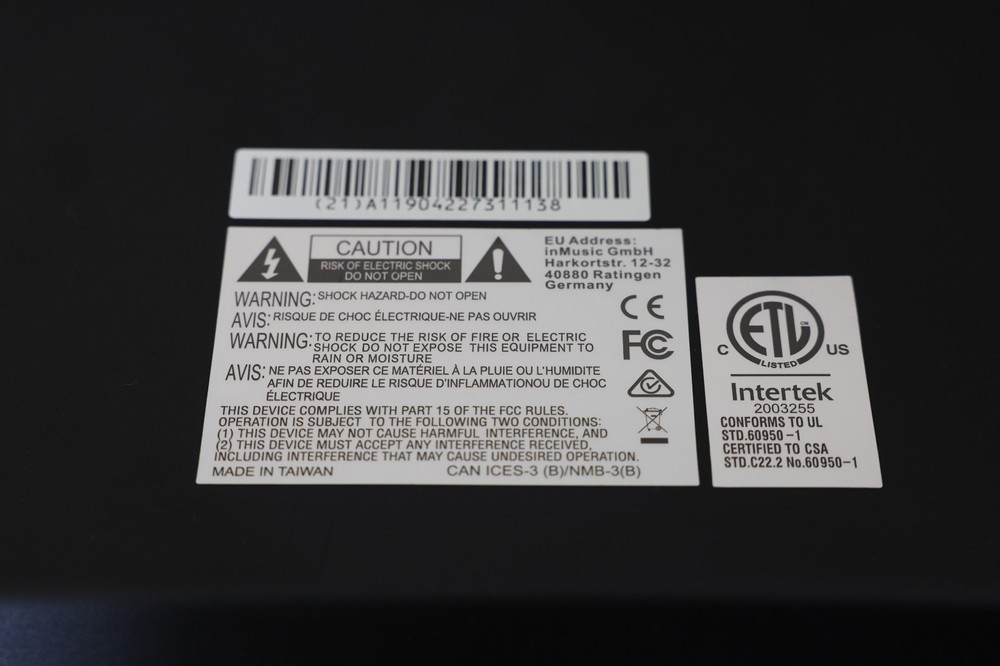 (21)A11904227311138
CAUTION
RISK OF ELECTRIC SHOCK
DO NOT OPEN
EU Address:
inMusic GmbH
Harkortstr. 12-32
40880 Ratingen
Germany
WARNING: SHOCK HAZARD-DO NOT OPEN
AVIS: RISQUE DE CHOC ÉLECTRIQUE-NE PAS OUVRIR
WARNING: TO REDUCE THE RISK OF FIRE OR ELECTRIC
SHOCK DO NOT EXPOSE THIS EQUIPMENT TO
RAIN OR MOISTURE
AVIS: NE PAS EXPOSER CE MATÉRIEL À LA PLUIE OU L'HUMIDITE
AFIN DE REDUIRE LE RISQUE D'INFLAMMATIONOU DE CHOC
ÉLECTRIQUE
THIS DEVICE COMPLIES WITH PART 15 OF THE FCC RULES.
OPERATION IS SUBJECT TO THE FOLLOWING TWO CONDITIONS:
(1) THIS DEVICE MAY NOT CAUSE HARMFUL INTERFERENCE, AND
(2) THIS DEVICE MUST ACCEPT ANY INTERFERENCE RECEIVED,
INCLUDING INTERFERENCE THAT MAY CAUSE UNDESIRED OPERATION.
MADE IN TAIWAN CAN ICES-3 (B)/NMB-3(B)
CE
FC
ETL CM
C US
LISTED
Intertek
2003255
CONFORMS TO UL
STD.60950-1
CERTIFIED TO CSA
STD.C22.2 No.60950-1